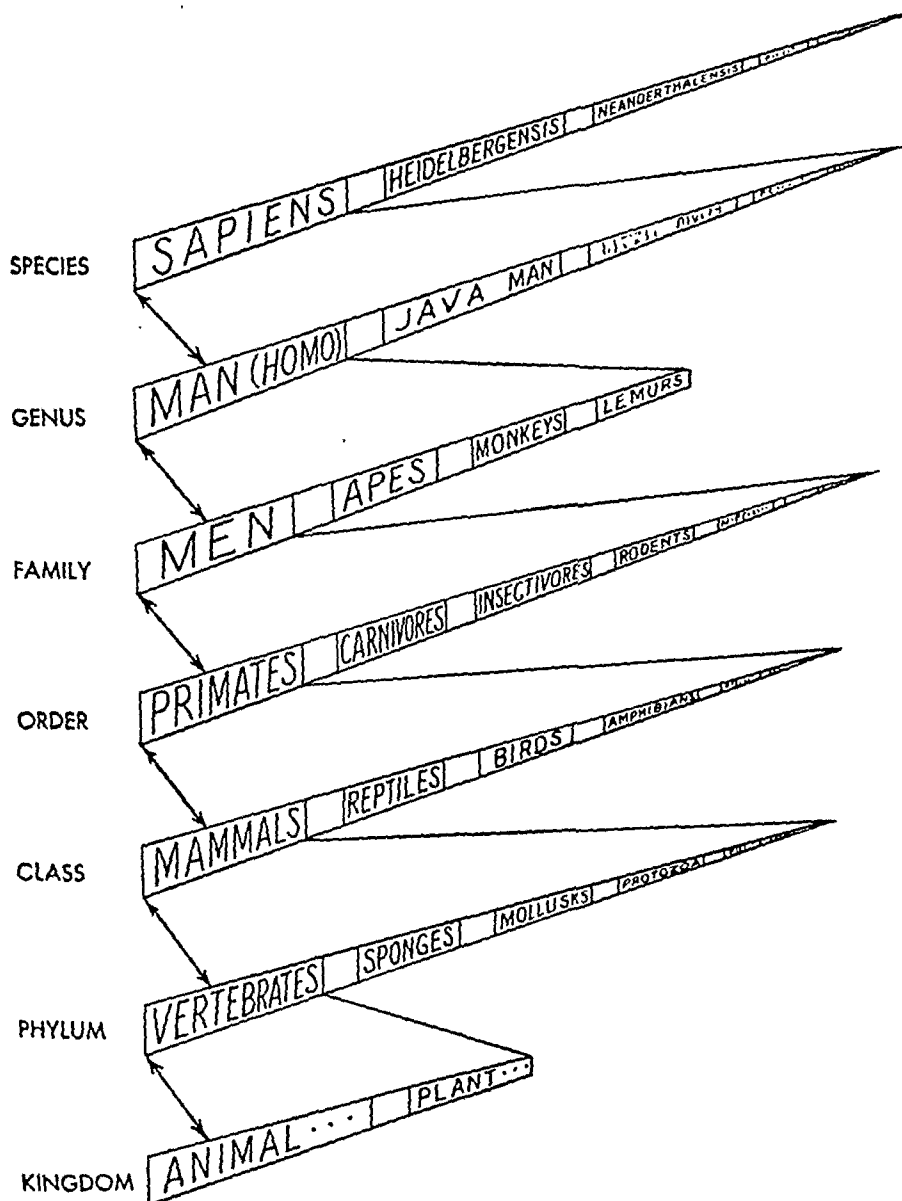 SPECIES SAPIENS HEIDELBERGENSIS NEANDERTHALENSIS
GENUS MAN (HOMO) JAVA MAN
FAMILY MEN APES MONKEYS LEMURS
ORDER PRIMATES CARNIVORES INSECTIVORES RODENTS
CLASS MAMMALS REPTILES BIRDS AMPHIBIANS
PHYLUM VERTEBRATES SPONGES MOLLUSKS PROTOZOA
KINGDOM ANIMAL ··· PLANT ···